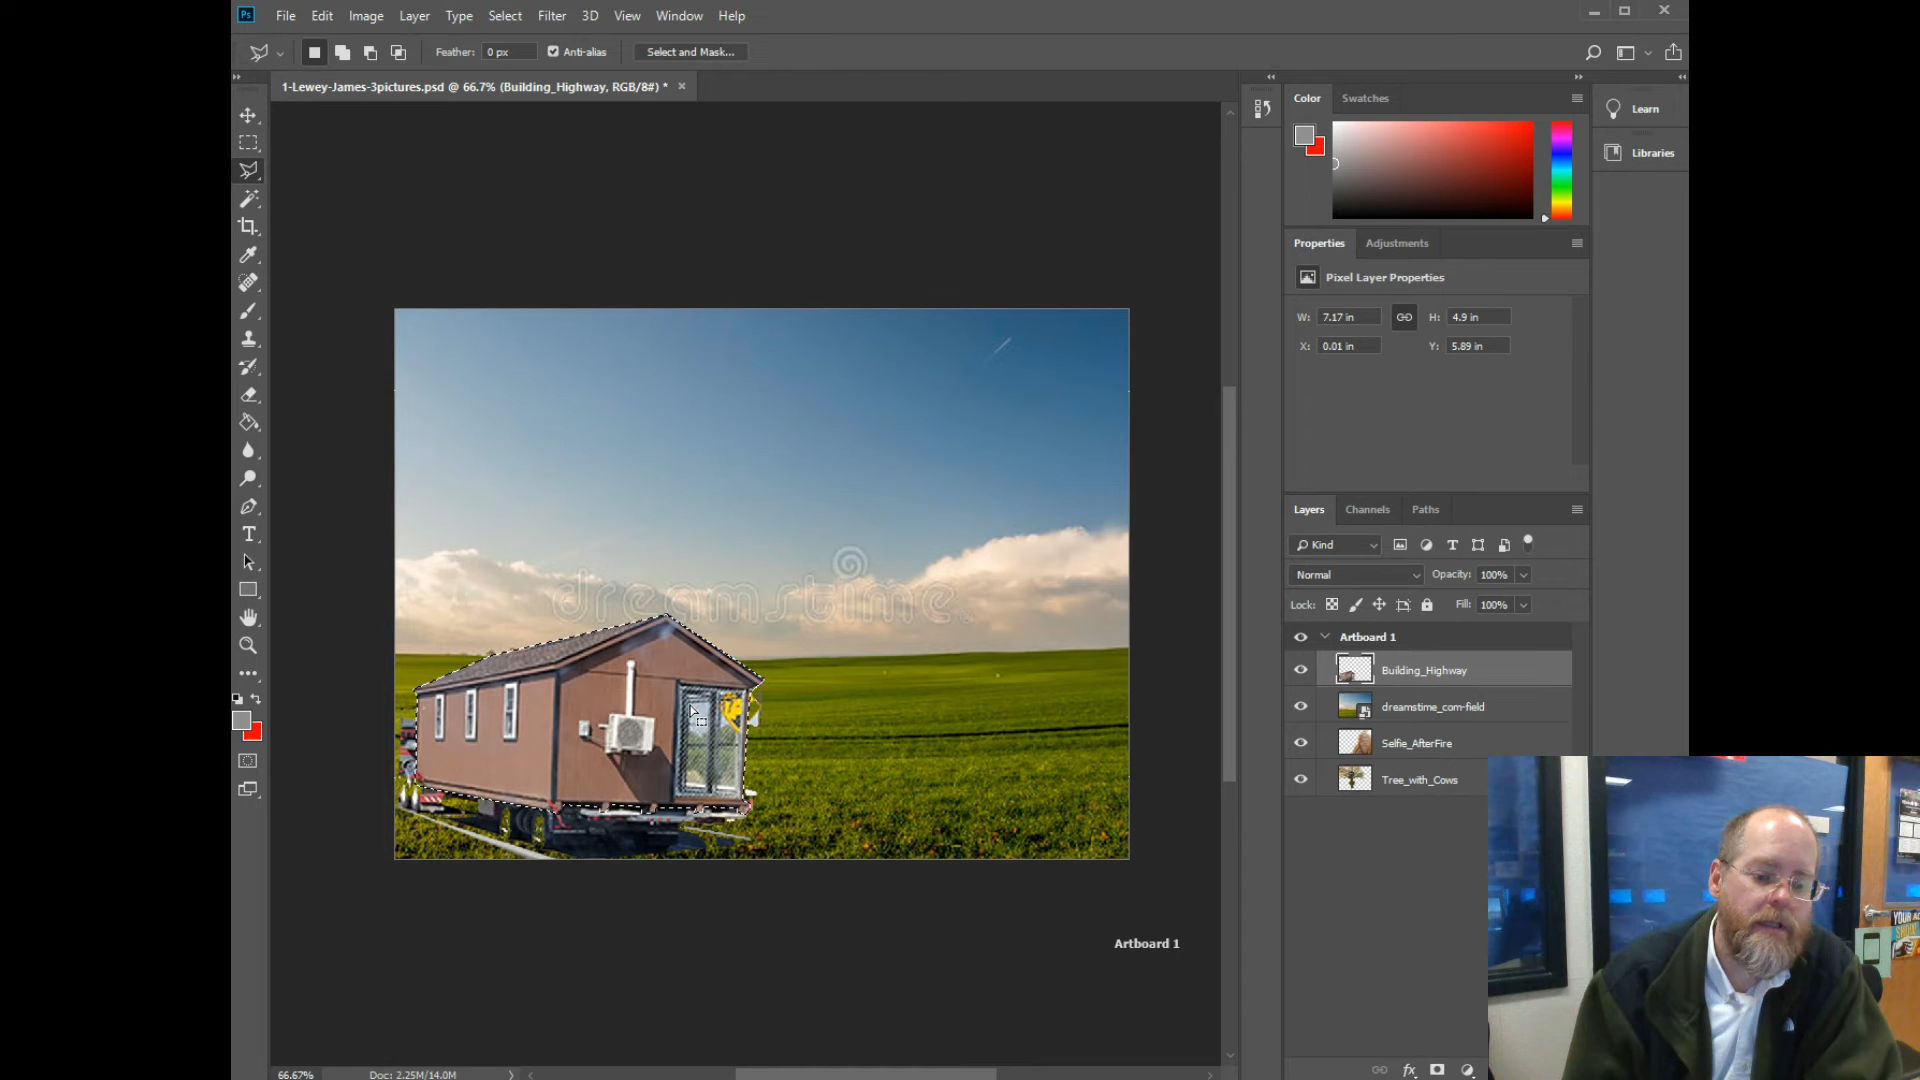 Ps File Edit Image Layer Type Select Filter 3D View Window Help
Feather: 0 px Anti-alias Select and Mask...
1-Lewey-James-3pictures.psd @ 66.7% (Building_Highway, RGB/8#) * ×
Color Swatches
Learn
Libraries
Properties Adjustments
Pixel Layer Properties
W: 7.17 in H: 4.9 in
X: 0.01 in Y: 5.89 in
Layers Channels Paths
Kind
Normal Opacity: 100%
Lock: Fill: 100%
Artboard 1
Building_Highway
dreamstime_com-field
Selfie_AfterFire
Tree_with_Cows
dreamstime
Artboard 1
YOUR
66.67% Doc: 2.25M/14.0M